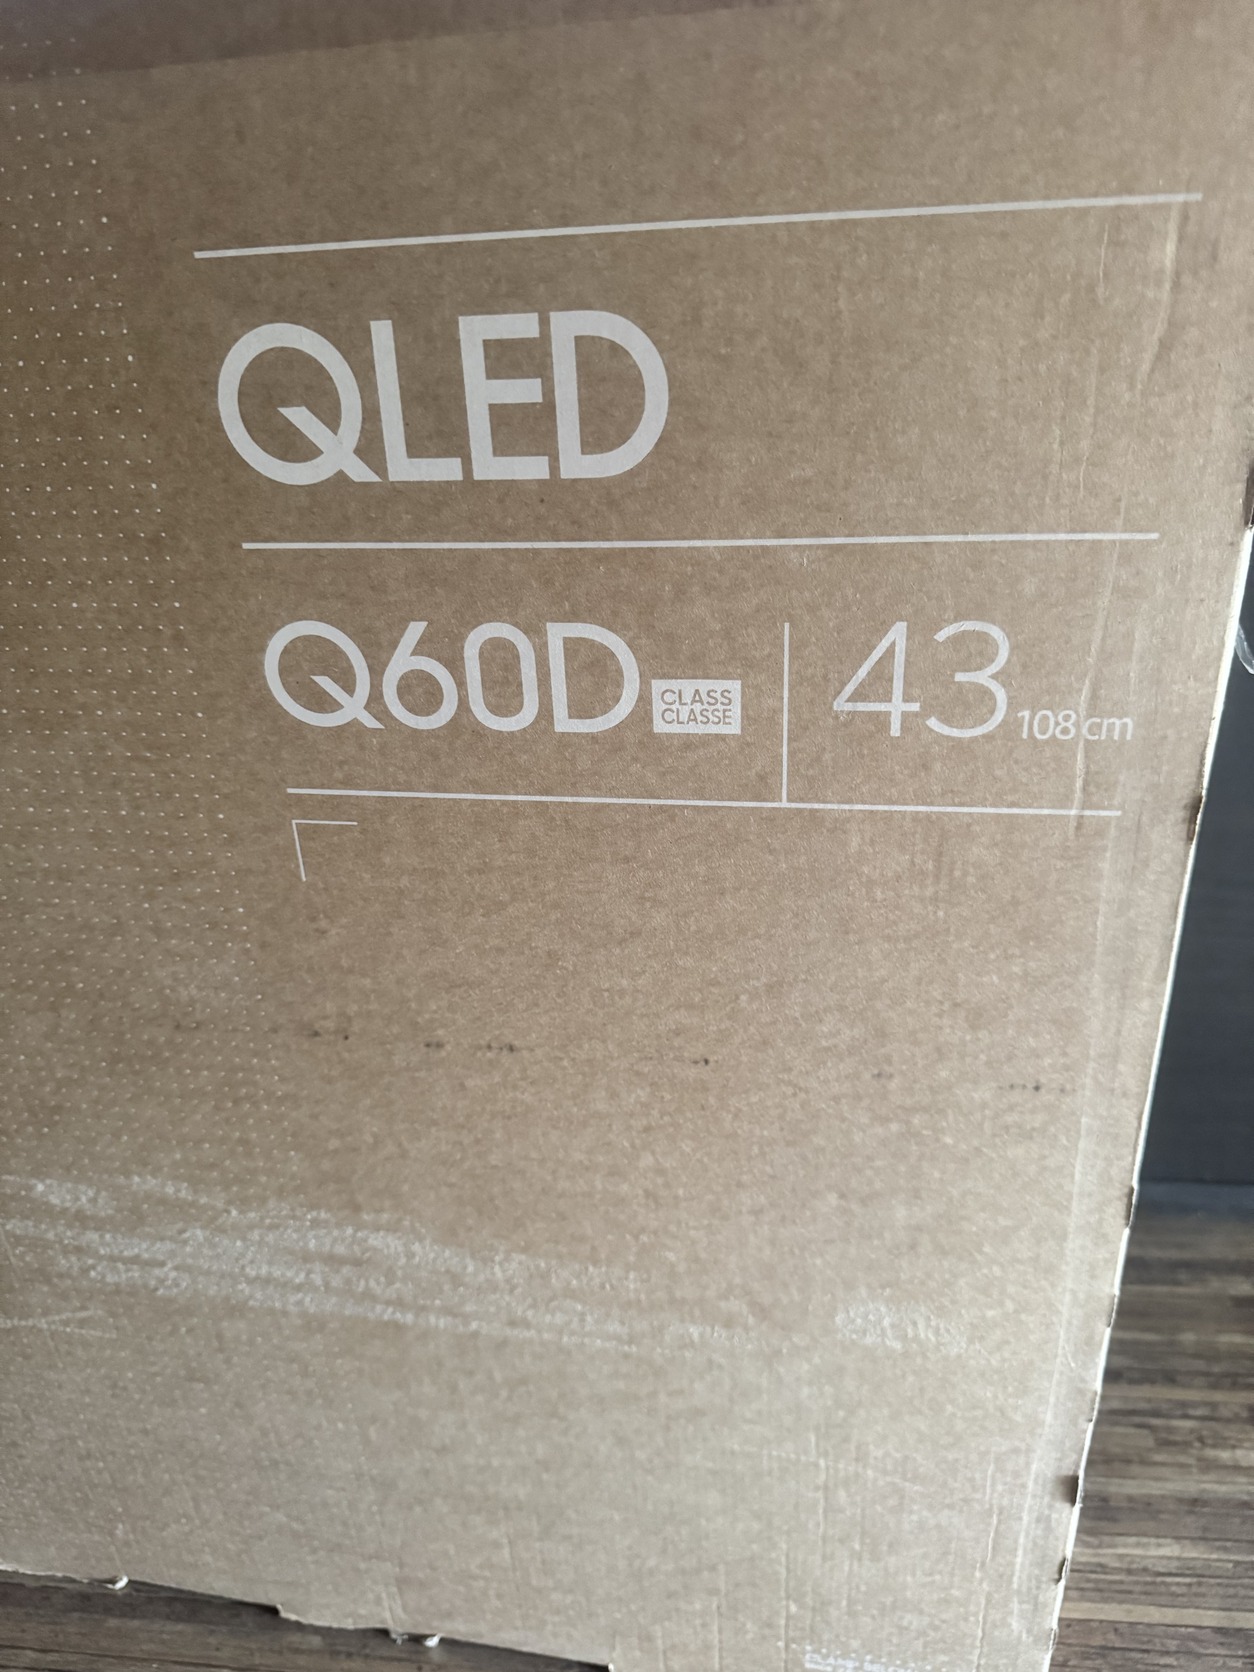 QLED
Q60D CLASS CLASSE 43 108 cm